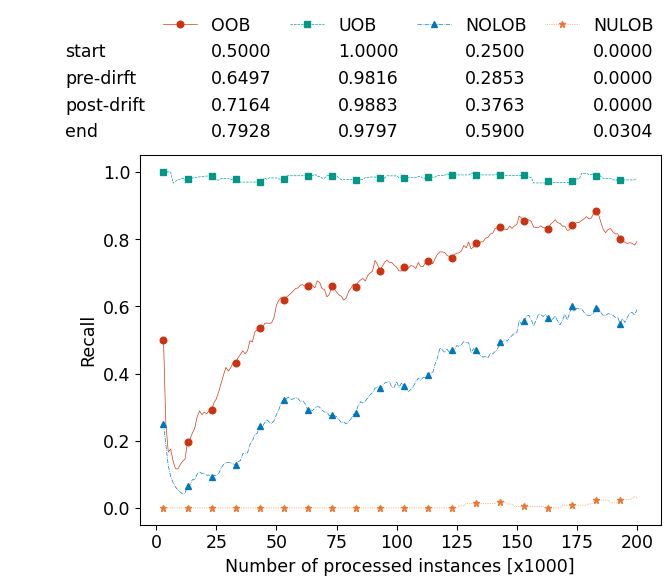 OOB UOB NOLOB NULOB
start 0.5000 1.0000 0.2500 0.0000
pre-dirft 0.6497 0.9816 0.2853 0.0000
post-drift 0.7164 0.9883 0.3763 0.0000
end 0.7928 0.9797 0.5900 0.0304
1.0
0.8
0.6
0.4
0.2
0.0
Recall
0 25 50 75 100 125 150 175 200
Number of processed instances [x1000]